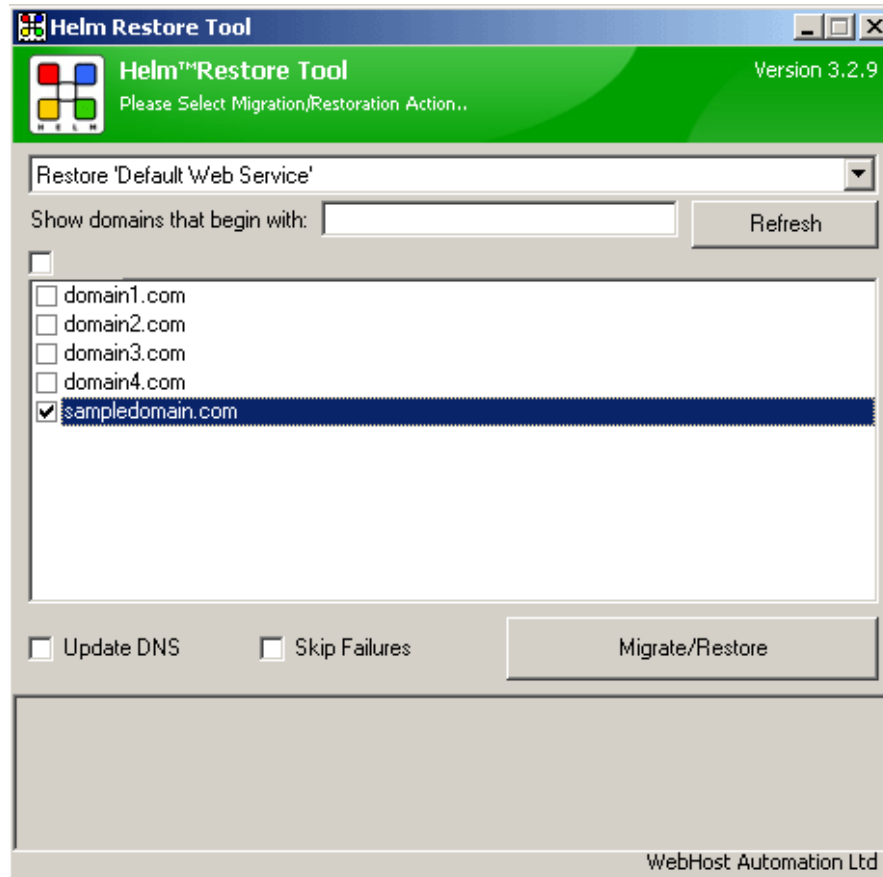 Helm Restore Tool
Helm™Restore Tool
Version 3.2.9
Please Select Migration/Restoration Action..
H E L M
Restore 'Default Web Service'
Show domains that begin with:
Refresh
domain1.com
domain2.com
domain3.com
domain4.com
sampledomain.com
Update DNS
Skip Failures
Migrate/Restore
WebHost Automation Ltd